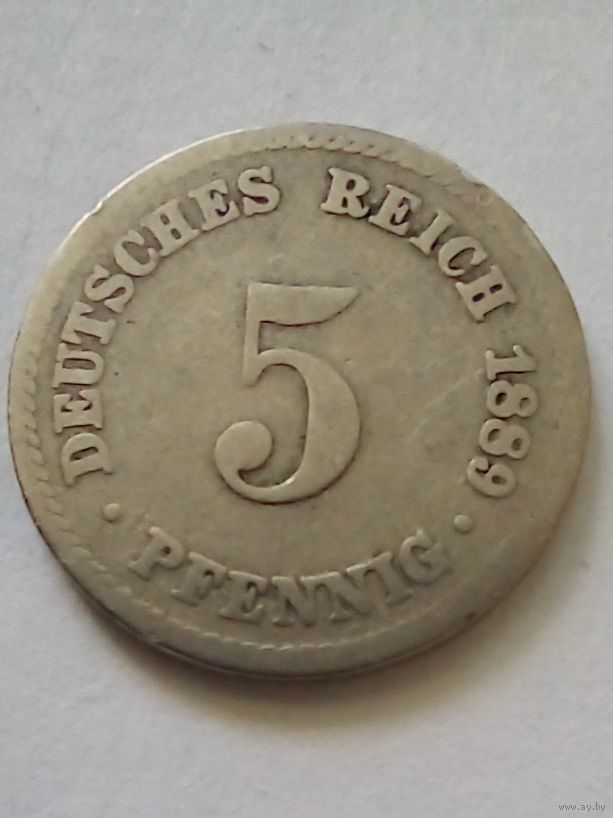 DEUTSCHES REICH 1889
5
· PFENNIG ·
www.ay.by